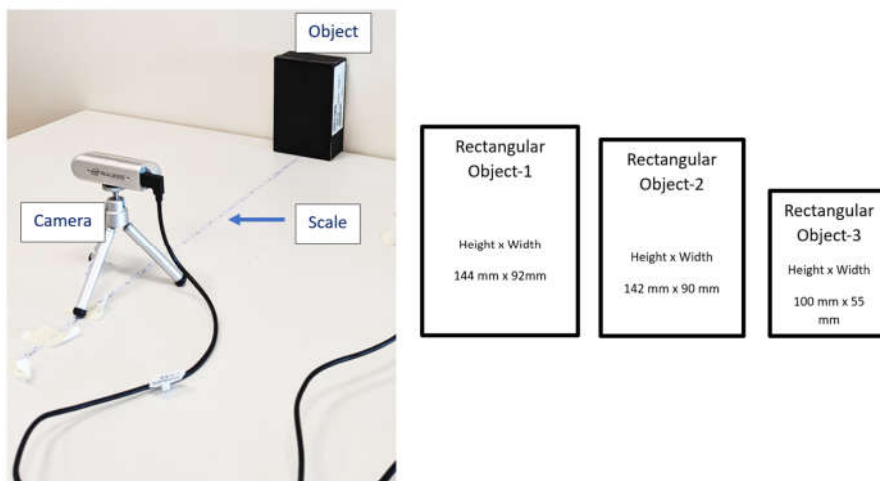 Object
Camera
Scale
Rectangular
Object-1
Height x Width
144 mm x 92mm
Rectangular
Object-2
Height x Width
142 mm x 90 mm
Rectangular
Object-3
Height x Width
100 mm x 55
mm